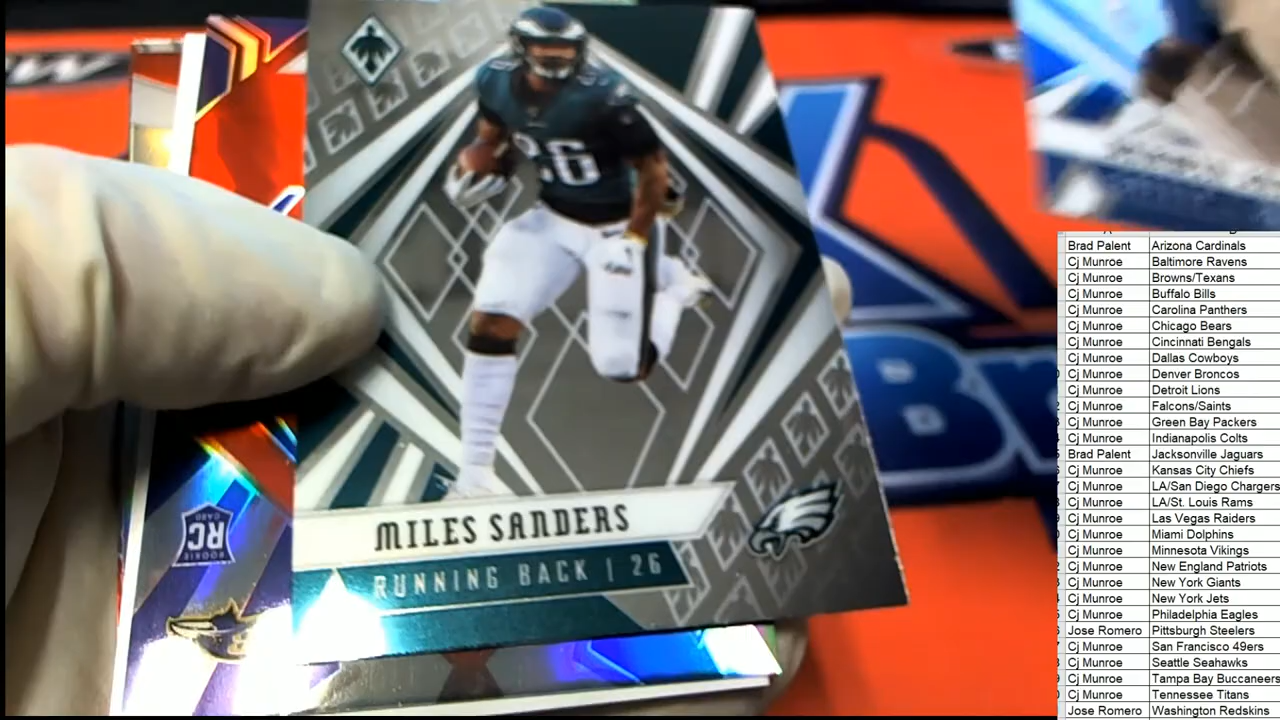 26
MILES SANDERS
RUNNING BACK | 26
RC
ROOKIE
CARD
Brad Palent Arizona Cardinals
Cj Munroe Baltimore Ravens
Cj Munroe Browns/Texans
Cj Munroe Buffalo Bills
Cj Munroe Carolina Panthers
Cj Munroe Chicago Bears
Cj Munroe Cincinnati Bengals
Cj Munroe Dallas Cowboys
Cj Munroe Denver Broncos
Cj Munroe Detroit Lions
Cj Munroe Falcons/Saints
Cj Munroe Green Bay Packers
Cj Munroe Indianapolis Colts
Brad Palent Jacksonville Jaguars
Cj Munroe Kansas City Chiefs
Cj Munroe LA/San Diego Chargers
Cj Munroe LA/St. Louis Rams
Cj Munroe Las Vegas Raiders
Cj Munroe Miami Dolphins
Cj Munroe Minnesota Vikings
Cj Munroe New England Patriots
Cj Munroe New York Giants
Cj Munroe New York Jets
Cj Munroe Philadelphia Eagles
Jose Romero Pittsburgh Steelers
Cj Munroe San Francisco 49ers
Cj Munroe Seattle Seahawks
Cj Munroe Tampa Bay Buccaneers
Cj Munroe Tennessee Titans
Jose Romero Washington Redskins